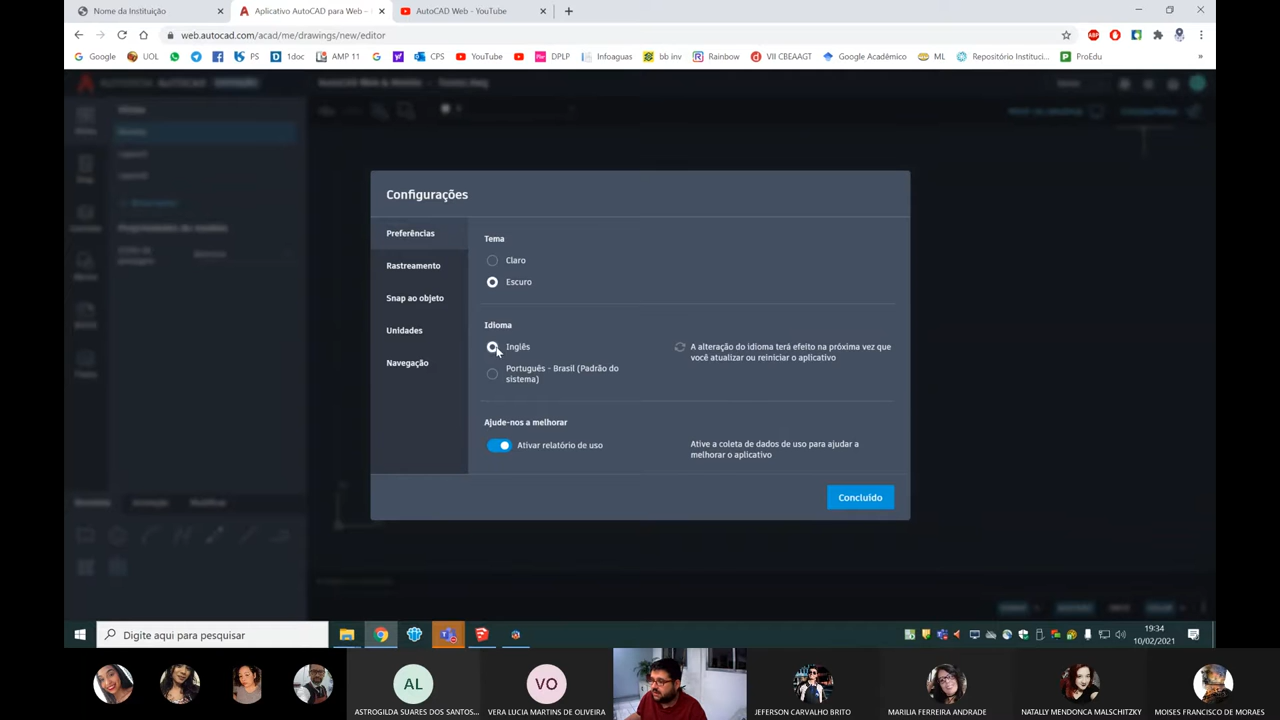 Nome da Instituição
Aplicativo AutoCAD para Web –
AutoCAD Web - YouTube
web.autocad.com/acad/me/drawings/new/editor
Google
UOL
PS
1doc
AMP 11
CPS
YouTube
DPLP
Infoaguas
bb inv
Rainbow
VII CBEAAGT
Google Acadêmico
ML
Repositório Instituci...
ProEdu
»
Configurações
Preferências
Rastreamento
Snap ao objeto
Unidades
Navegação
Tema
Claro
Escuro
Idioma
Inglês
A alteração do idioma terá efeito na próxima vez que
você atualizar ou reiniciar o aplicativo
Português - Brasil (Padrão do
sistema)
Ajude-nos a melhorar
Ativar relatório de uso
Ative a coleta de dados de uso para ajudar a
melhorar o aplicativo
Concluído
Digite aqui para pesquisar
19:34
10/02/2021
AL
VO
ASTROGILDA SUARES DOS SANTOS...
VERA LUCIA MARTINS DE OLIVEIRA
JEFERSON CARVALHO BRITO
MARILIA FERREIRA ANDRADE
NATALLY MENDONCA MALSCHITZKY
MOISES FRANCISCO DE MORAES